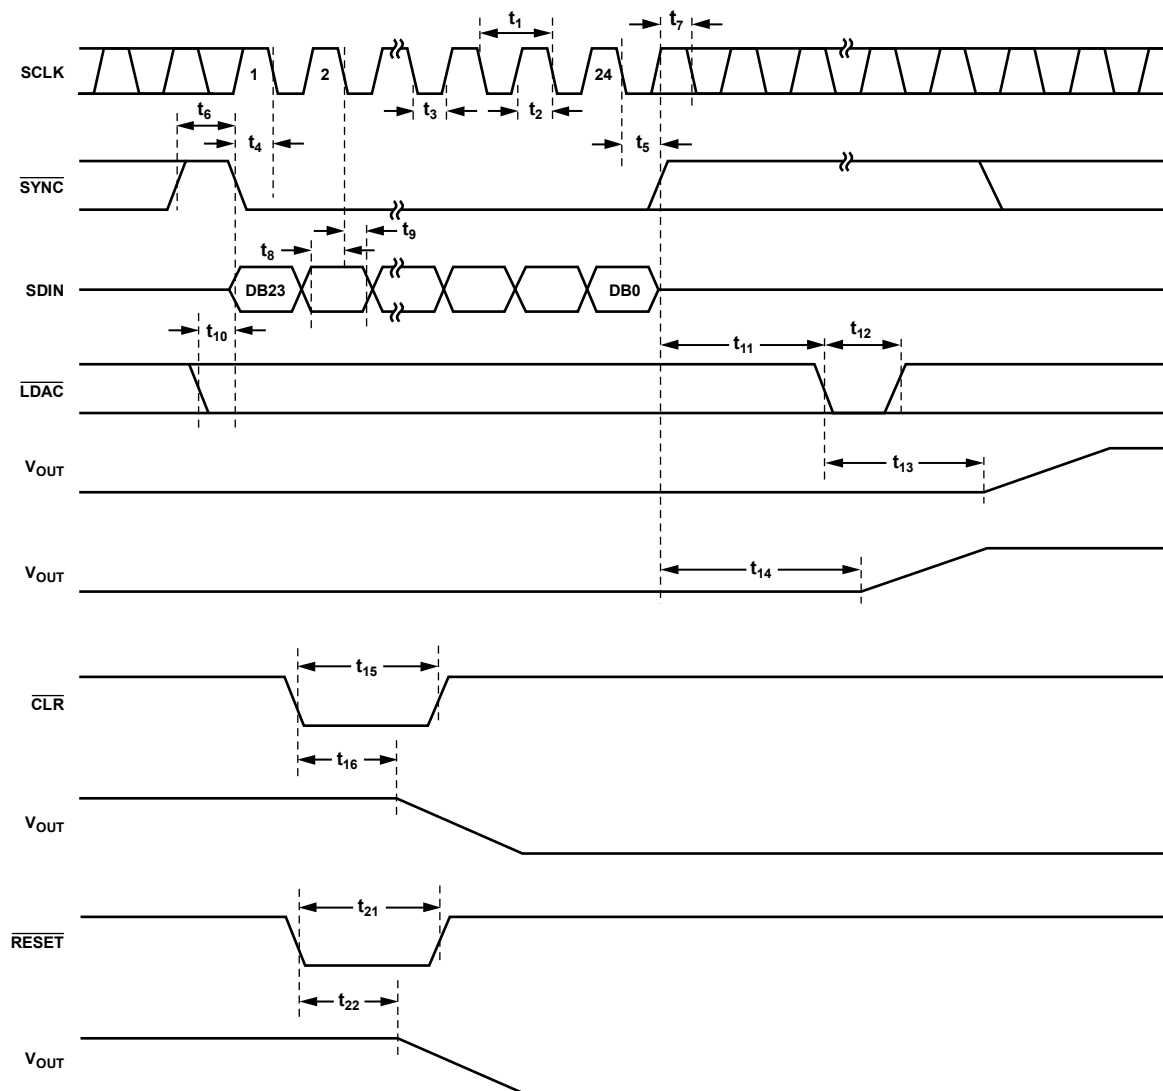 t1
t7
SCLK
1
2
24
t3
t2
t6
t4
t5
SYNC
t9
t8
SDIN
DB23
DB0
t10
t11
t12
LDAC
VOUT
t13
VOUT
t14
t15
CLR
t16
VOUT
t21
RESET
t22
VOUT